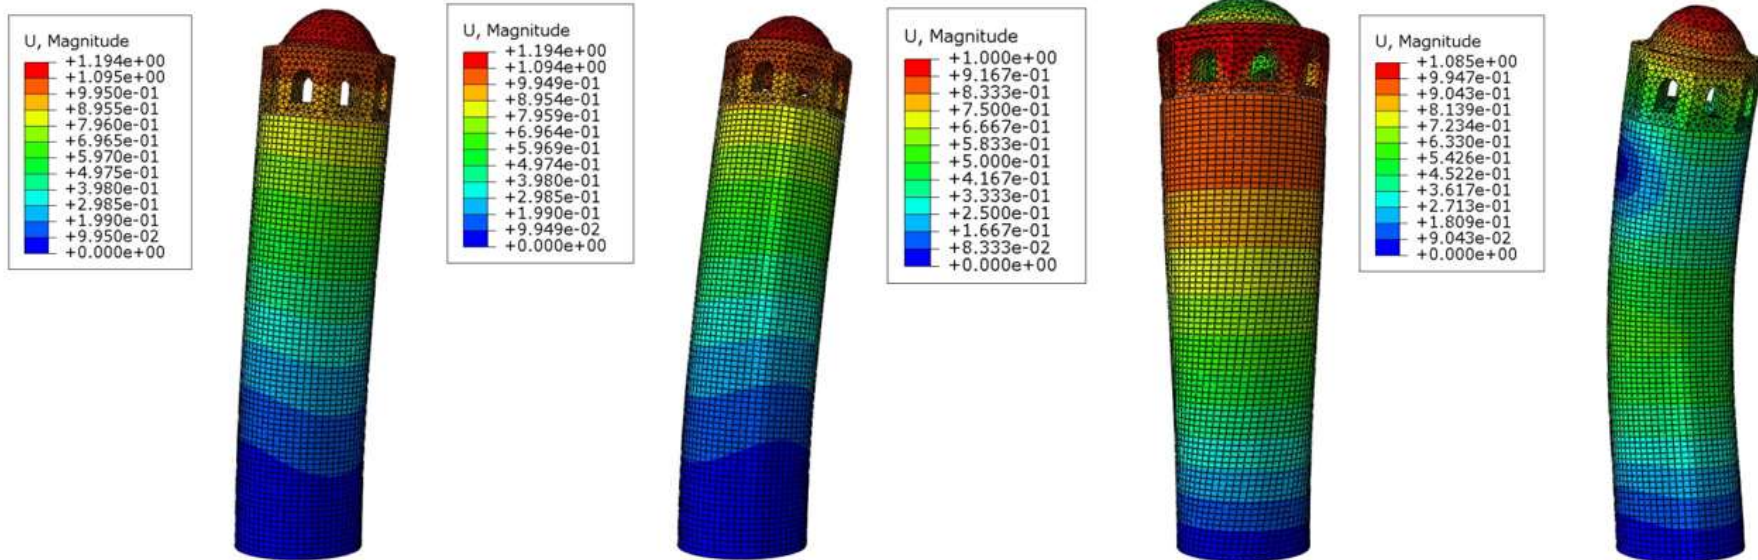 U, Magnitude
+1.194e+00
+1.095e+00
+9.950e-01
+8.955e-01
+7.960e-01
+6.965e-01
+5.970e-01
+4.975e-01
+3.980e-01
+2.985e-01
+1.990e-01
+9.950e-02
+0.000e+00
U, Magnitude
+1.194e+00
+1.094e+00
+9.949e-01
+8.954e-01
+7.959e-01
+6.964e-01
+5.969e-01
+4.974e-01
+3.980e-01
+2.985e-01
+1.990e-01
+9.949e-02
+0.000e+00
U, Magnitude
+1.000e+00
+9.167e-01
+8.333e-01
+7.500e-01
+6.667e-01
+5.833e-01
+5.000e-01
+4.167e-01
+3.333e-01
+2.500e-01
+1.667e-01
+8.333e-02
+0.000e+00
U, Magnitude
+1.085e+00
+9.947e-01
+9.043e-01
+8.139e-01
+7.234e-01
+6.330e-01
+5.426e-01
+4.522e-01
+3.617e-01
+2.713e-01
+1.809e-01
+9.043e-02
+0.000e+00